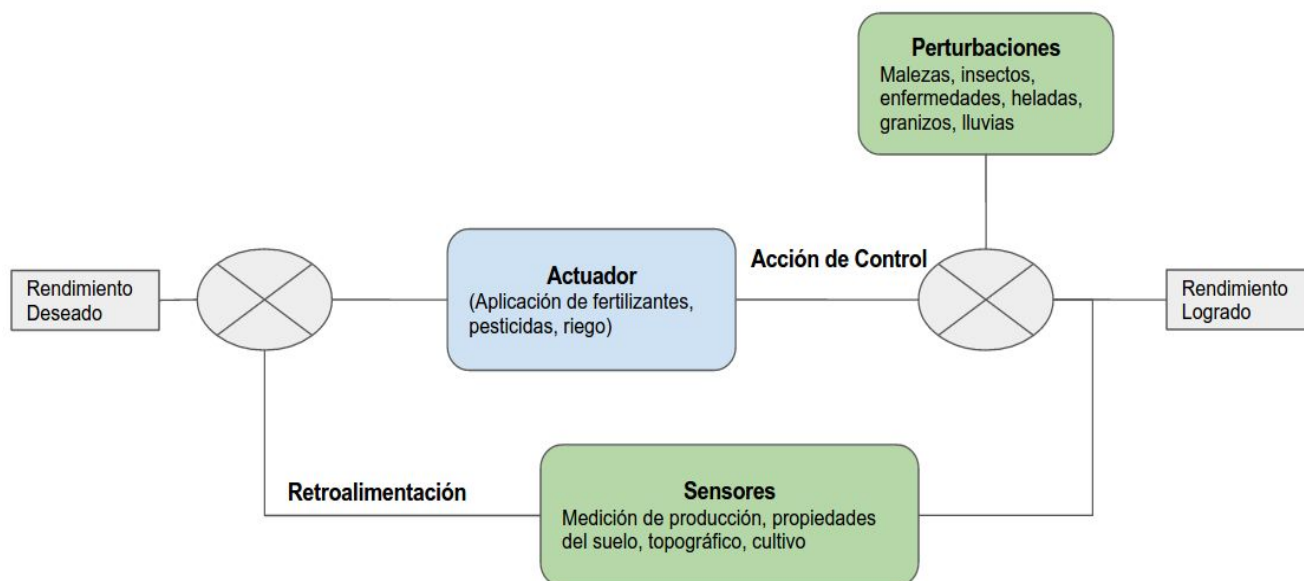 Perturbaciones
Malezas, insectos,
enfermedades, heladas,
granizos, lluvias
Rendimiento
Deseado
Actuador
(Aplicación de fertilizantes,
pesticidas, riego)
Acción de Control
Rendimiento
Logrado
Retroalimentación
Sensores
Medición de producción, propiedades
del suelo, topográfico, cultivo